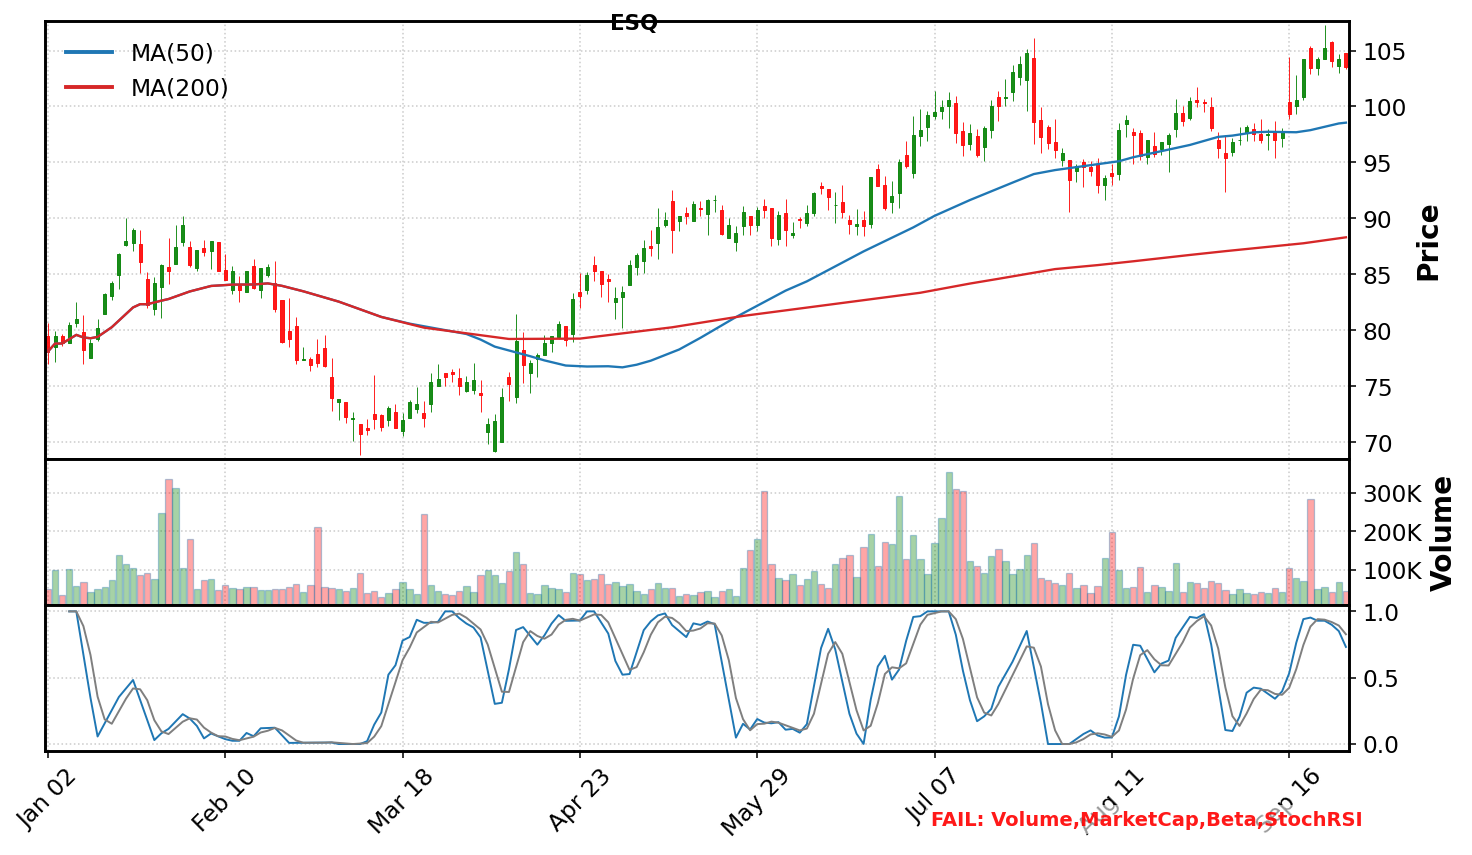 ESQ
MA(50)
MA(200)
105
100
95
90
85
80
75
70
Price
300K
200K
100K
Volume
1.0
0.5
0.0
Jan 02
Feb 10
Mar 18
Apr 23
May 29
Jul 07
Aug 11
Sep 16
FAIL: Volume,MarketCap,Beta,StochRSI